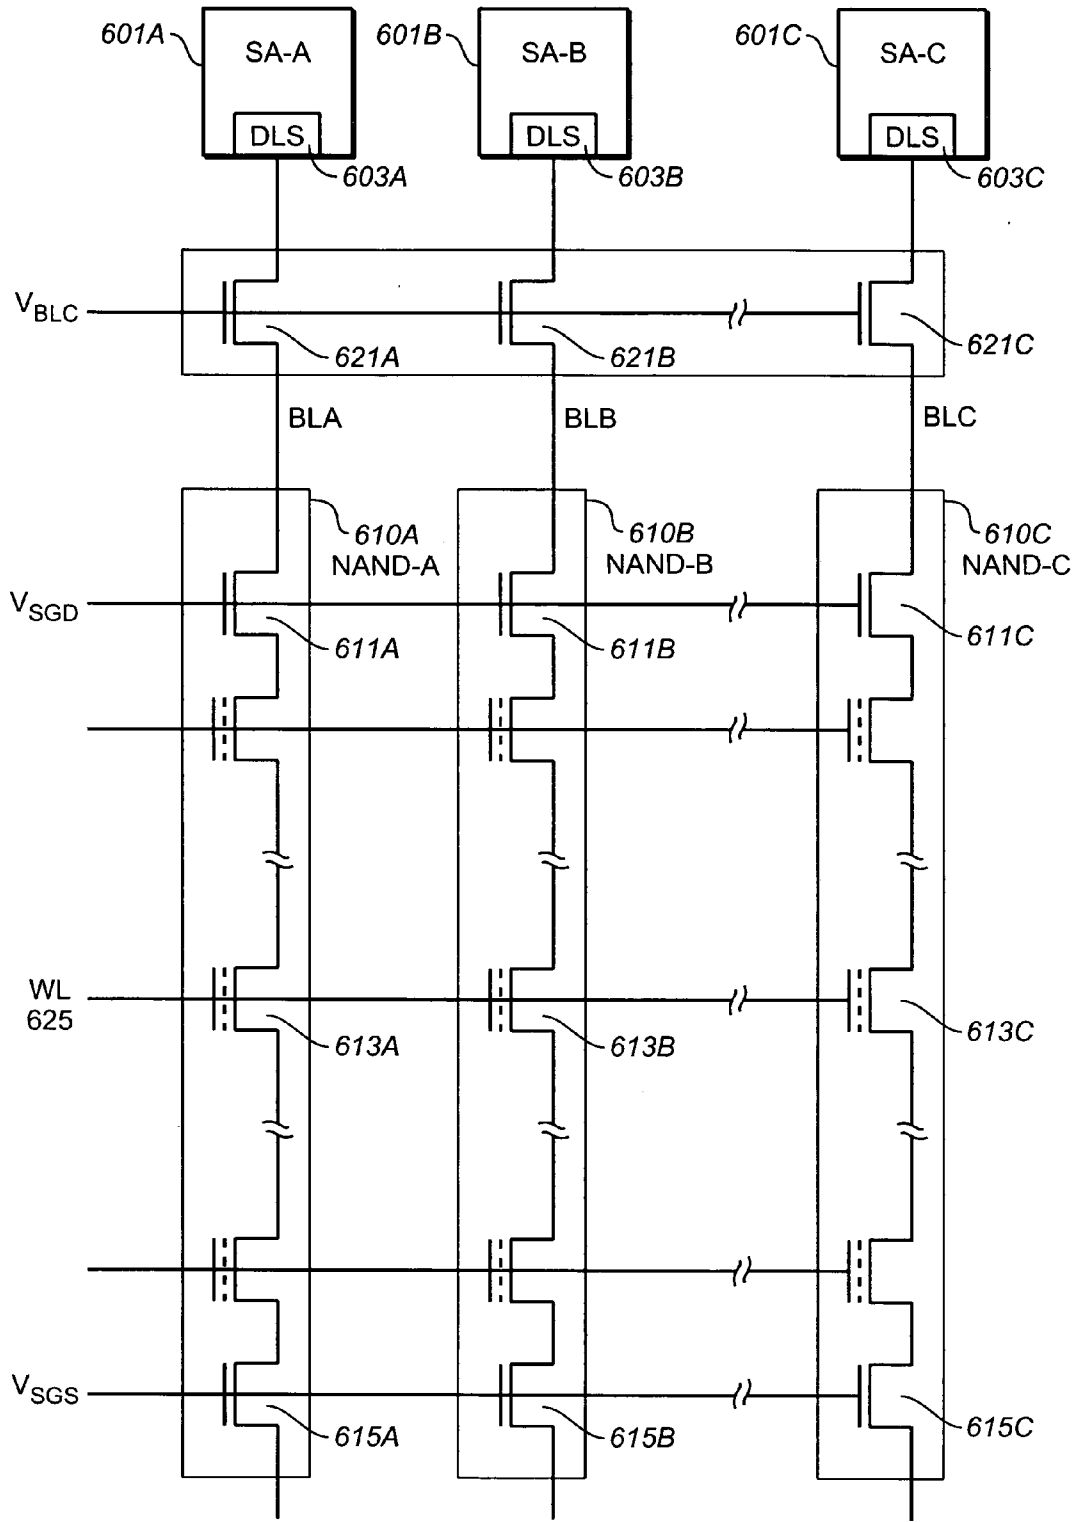 601A
SA-A
601B
SA-B
601C
SA-C
DLS
DLS
DLS
603A
603B
603C
VBLC
621A
621B
621C
BLA
BLB
BLC
610A
NAND-A
610B
NAND-B
610C
NAND-C
VSGD
611A
611B
611C
WL
625
613A
613B
613C
VSGS
615A
615B
615C